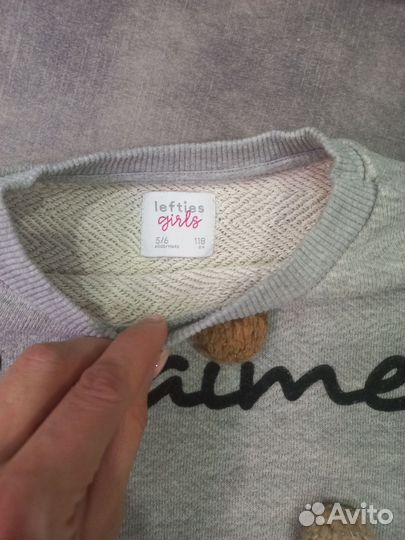 lefties
girls
5/6 118
aime
Avito